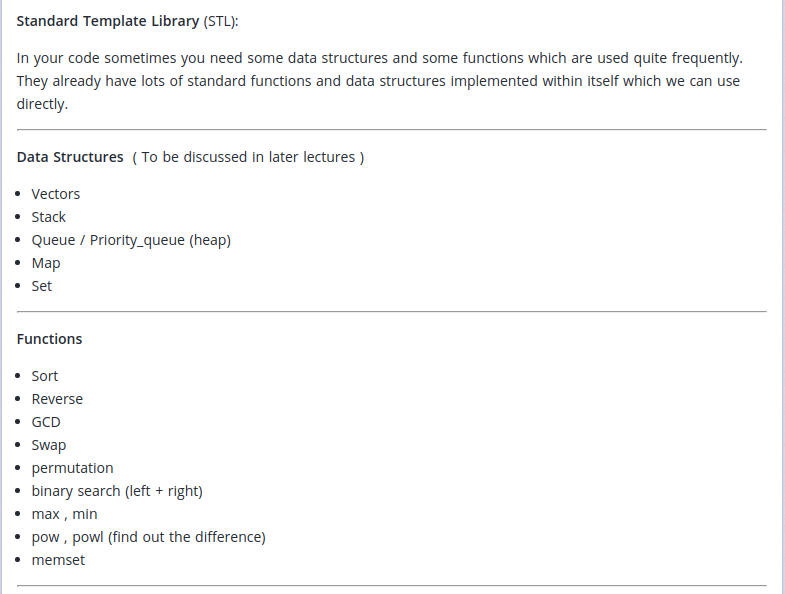 Standard Template Library (STL):
In your code sometimes you need some data structures and some functions which are used quite frequently.
They already have lots of standard functions and data structures implemented within itself which we can use
directly.
Data Structures  ( To be discussed in later lectures )
• Vectors
• Stack
• Queue / Priority_queue (heap)
• Map
• Set
Functions
• Sort
• Reverse
• GCD
• Swap
• permutation
• binary search (left + right)
• max , min
• pow , powl (find out the difference)
• memset